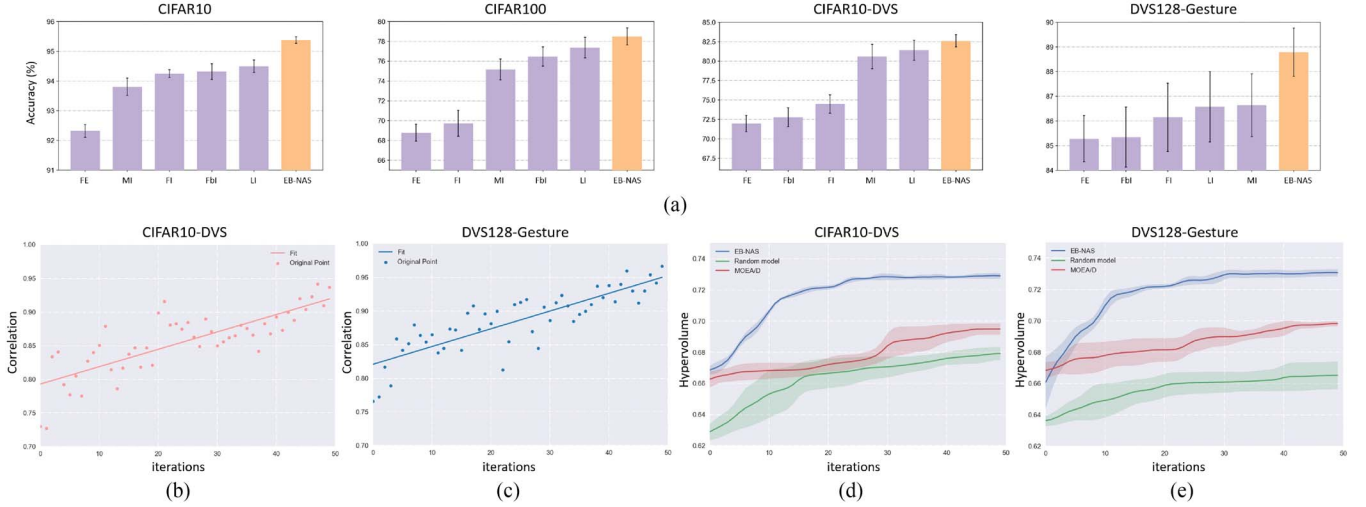 CIFAR10
CIFAR100
CIFAR10-DVS
DVS128-Gesture
Accuracy (%)
96
95
94
93
92
91
FE MI FI FbI LI EB-NAS
80
78
76
74
72
70
68
66
FE FI MI FbI LI EB-NAS
85.0
82.5
80.0
77.5
75.0
72.5
70.0
67.5
FE FbI FI MI LI EB-NAS
90
89
88
87
86
85
84
FE FbI FI LI MI EB-NAS
(a)
CIFAR10-DVS
Correlation
1.00
0.95
0.90
0.85
0.80
0.75
0.70
Fit
Original Point
0 10 20 30 40 50
iterations
(b)
DVS128-Gesture
Correlation
1.00
0.95
0.90
0.85
0.80
0.75
0.70
Fit
Original Point
0 10 20 30 40 50
iterations
(c)
CIFAR10-DVS
Hypervolume
0.74
0.72
0.70
0.68
0.66
0.64
0.62
EB-NAS
Random model
MOEA/D
0 10 20 30 40 50
iterations
(d)
DVS128-Gesture
Hypervolume
0.74
0.72
0.70
0.68
0.66
0.64
0.62
EB-NAS
Random model
MOEA/D
0 10 20 30 40 50
iterations
(e)